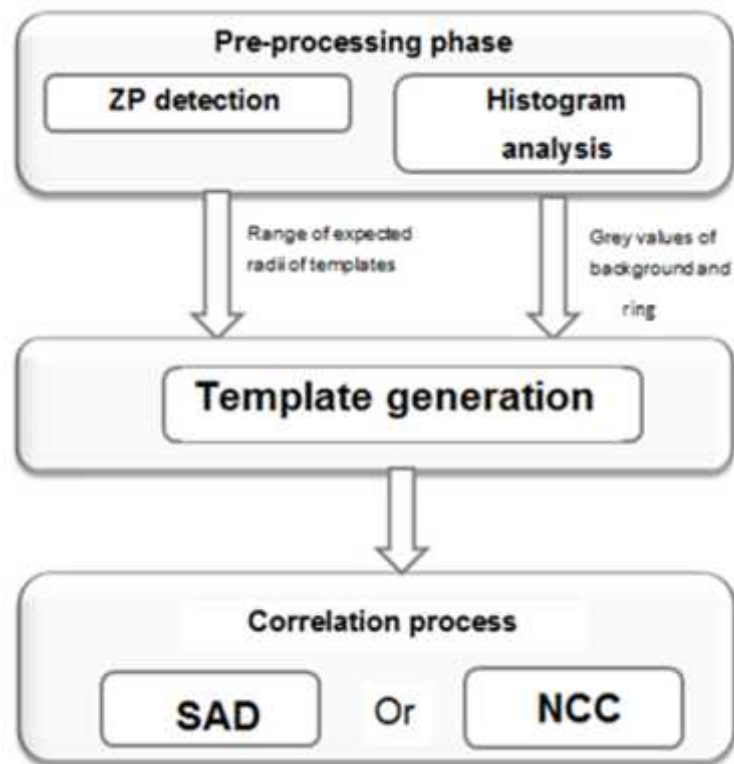 Pre-processing phase
ZP detection
Histogram
analysis
Range of expected
radii of templates
Grey values of
background and
ring
Template generation
Correlation process
SAD
Or
NCC